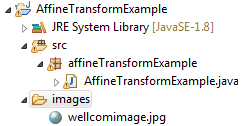 AffineTransformExample
JRE System Library [JavaSE-1.8]
src
affineTransformExample
AffineTransformExample.java
images
wellcomimage.jpg